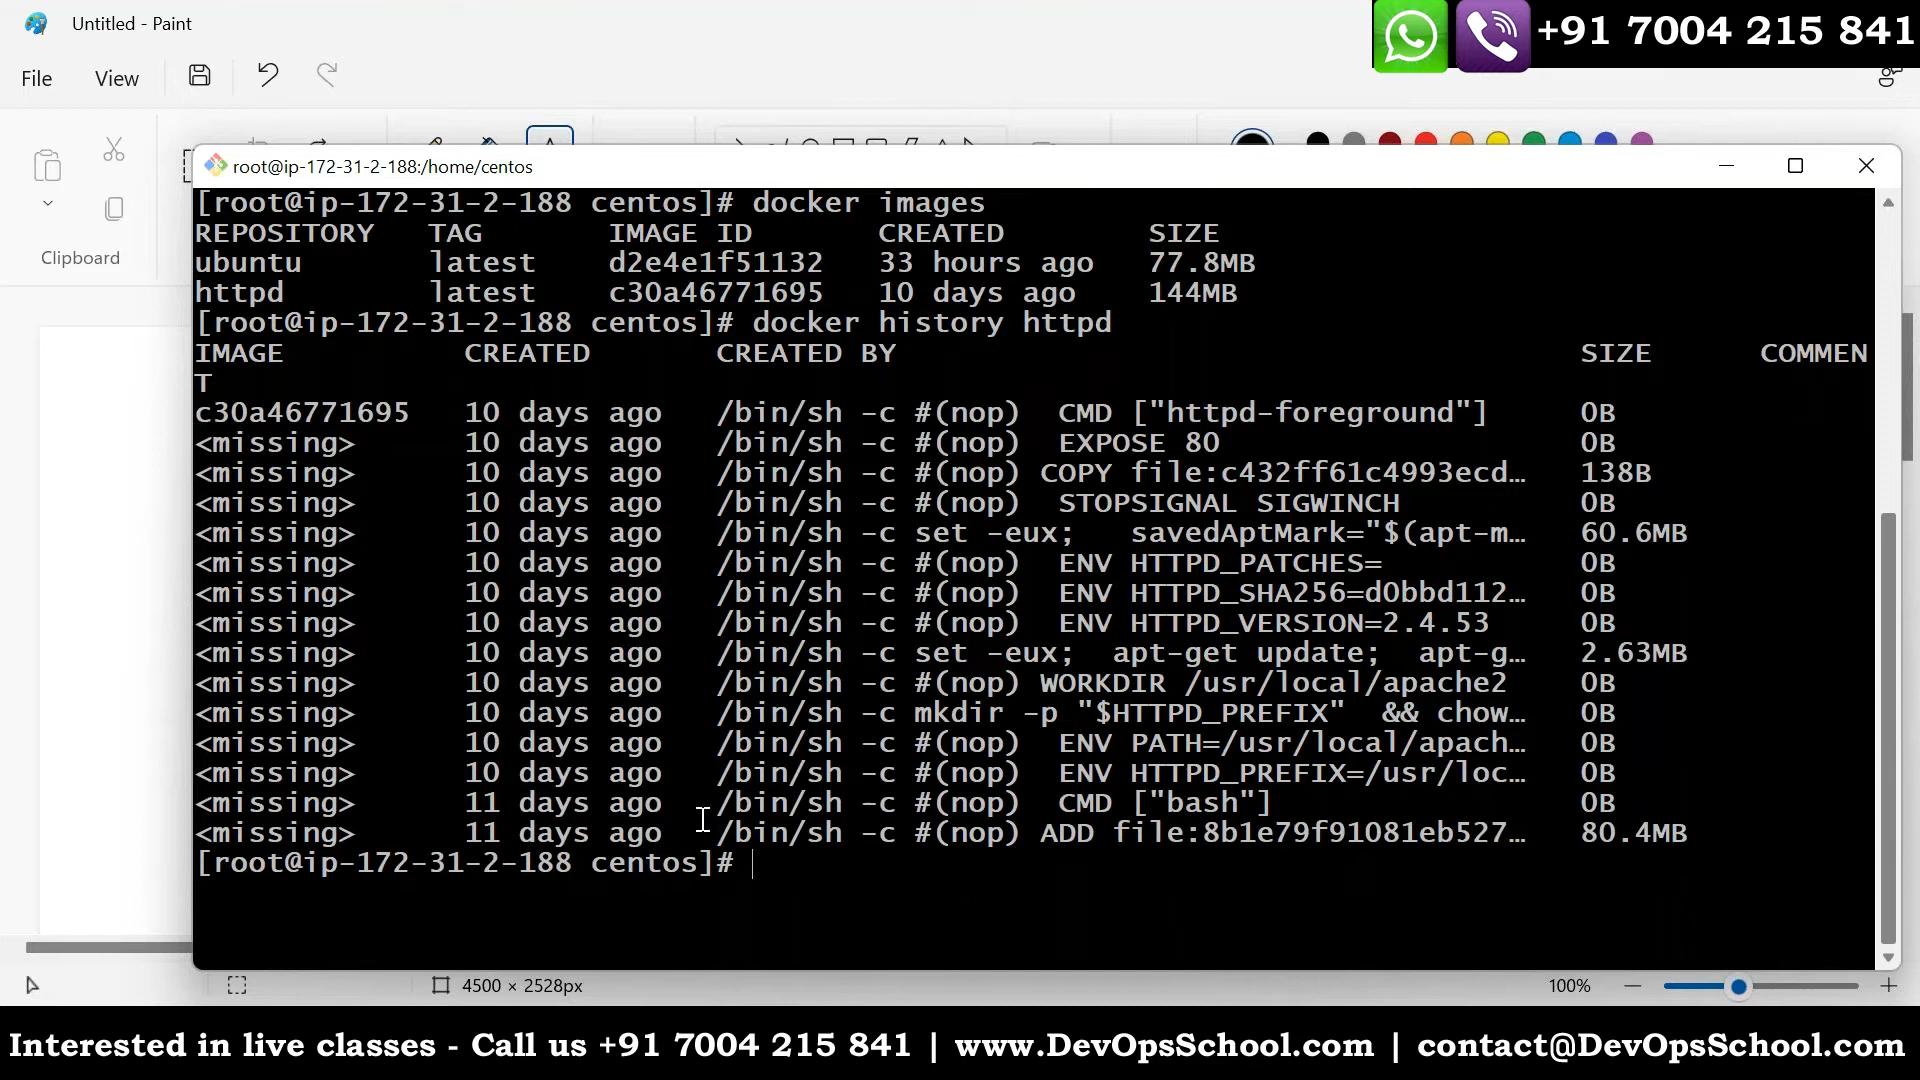 Untitled - Paint
+91 7004 215 841
File View
Clipboard
root@ip-172-31-2-188:/home/centos
[root@ip-172-31-2-188 centos]# docker images
REPOSITORY   TAG       IMAGE ID       CREATED        SIZE
ubuntu       latest    d2e4e1f51132   33 hours ago   77.8MB
httpd        latest    c30a46771695   10 days ago    144MB
[root@ip-172-31-2-188 centos]# docker history httpd
IMAGE          CREATED       CREATED BY                                      SIZE      COMMEN
T
c30a46771695   10 days ago   /bin/sh -c #(nop)  CMD ["httpd-foreground"]     0B
<missing>      10 days ago   /bin/sh -c #(nop)  EXPOSE 80                    0B
<missing>      10 days ago   /bin/sh -c #(nop) COPY file:c432ff61c4993ecd…   138B
<missing>      10 days ago   /bin/sh -c #(nop)  STOPSIGNAL SIGWINCH          0B
<missing>      10 days ago   /bin/sh -c set -eux;   savedAptMark="$(apt-m…   60.6MB
<missing>      10 days ago   /bin/sh -c #(nop)  ENV HTTPD_PATCHES=           0B
<missing>      10 days ago   /bin/sh -c #(nop)  ENV HTTPD_SHA256=d0bbd112…   0B
<missing>      10 days ago   /bin/sh -c #(nop)  ENV HTTPD_VERSION=2.4.53     0B
<missing>      10 days ago   /bin/sh -c set -eux;  apt-get update;  apt-g…   2.63MB
<missing>      10 days ago   /bin/sh -c #(nop) WORKDIR /usr/local/apache2    0B
<missing>      10 days ago   /bin/sh -c mkdir -p "$HTTPD_PREFIX"  && chow…   0B
<missing>      10 days ago   /bin/sh -c #(nop)  ENV PATH=/usr/local/apach…   0B
<missing>      10 days ago   /bin/sh -c #(nop)  ENV HTTPD_PREFIX=/usr/loc…   0B
<missing>      11 days ago   /bin/sh -c #(nop)  CMD ["bash"]                 0B
<missing>      11 days ago   /bin/sh -c #(nop) ADD file:8b1e79f91081eb527…   80.4MB
[root@ip-172-31-2-188 centos]#
4500 × 2528px 100%
Interested in live classes - Call us +91 7004 215 841 | www.DevOpsSchool.com | contact@DevOpsSchool.com